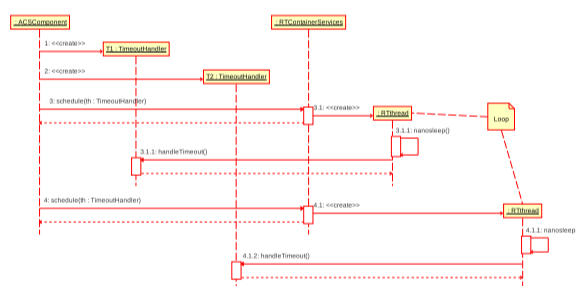 : ACSComponent
: RTContainerServices
1: <<create>>
T1 : TimeoutHandler
2: <<create>>
T2 : TimeoutHandler
3: schedule(th : TimeoutHandler)
3.1: <<create>>
: RTthread
Loop
3.1.1: nanosleep()
3.1.1: handleTimeout()
4: schedule(th : TimeoutHandler)
4.1: <<create>>
: RTthread
4.1.1: nanosleep
4.1.2: handleTimeout()